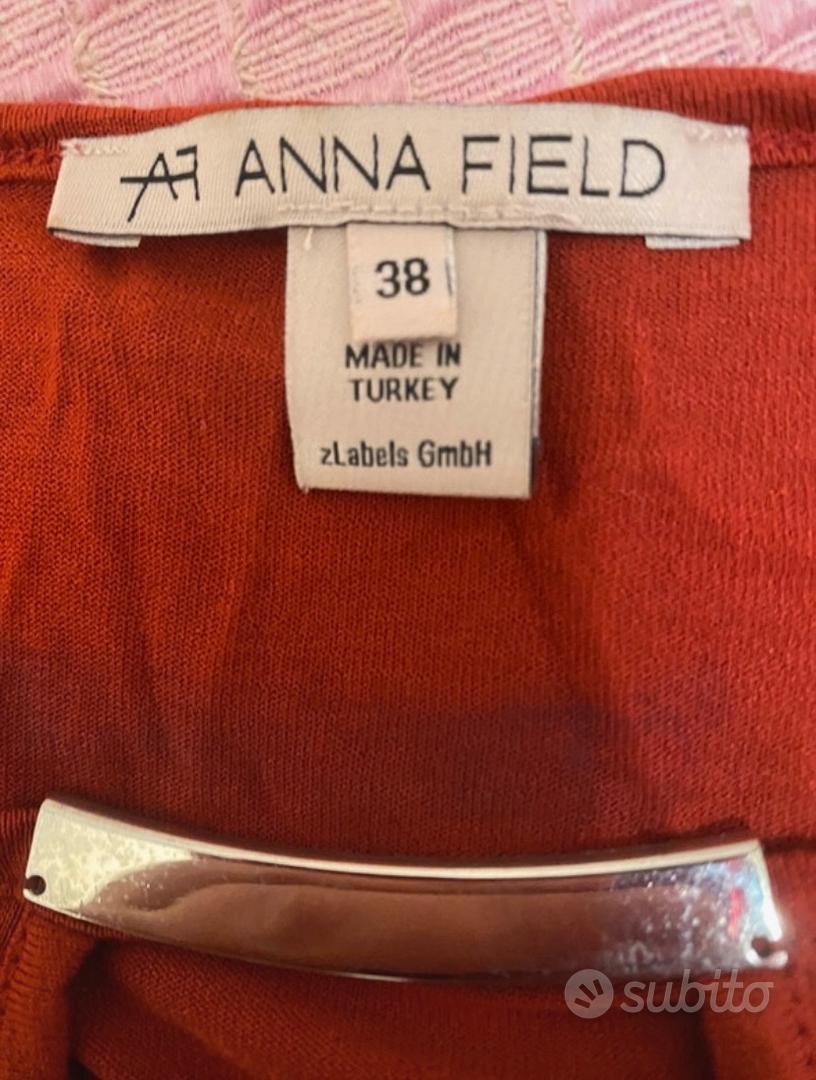 AF ANNA FIELD
38
MADE IN
TURKEY
zLabels GmbH
subito